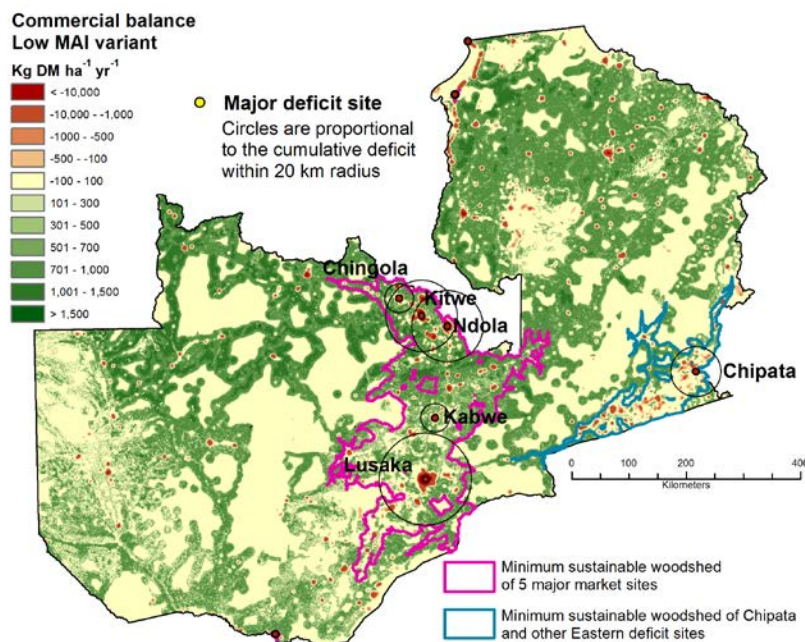 Commercial balance
Low MAI variant
Kg DM ha⁻¹ yr⁻¹
< -10,000
-10,000 - -1,000
-1000 - -500
-500 - -100
-100 - 100
101 - 300
301 - 500
501 - 700
701 - 1,000
1,001 - 1,500
> 1,500
Major deficit site
Circles are proportional
to the cumulative deficit
within 20 km radius
Chingola
Kitwe
Ndola
Chipata
Kabwe
Lusaka
0 100 200 400
Kilometers
Minimum sustainable woodshed
of 5 major market sites
Minimum sustainable woodshed of Chipata
and other Eastern deficit sites